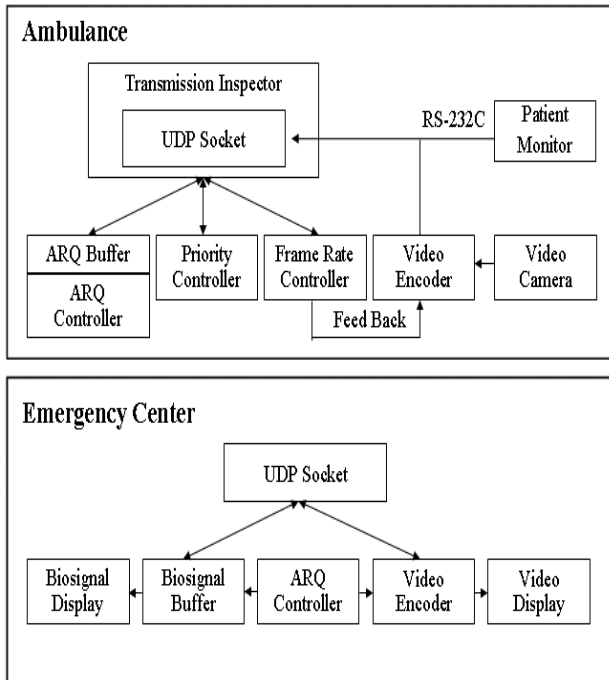 Ambulance
Transmission Inspector
UDP Socket
RS-232C
Patient
Monitor
ARQ Buffer
ARQ
Controller
Priority
Controller
Frame Rate
Controller
Video
Encoder
Video
Camera
Feed Back
Emergency Center
UDP Socket
Biosignal
Display
Biosignal
Buffer
ARQ
Controller
Video
Encoder
Video
Display